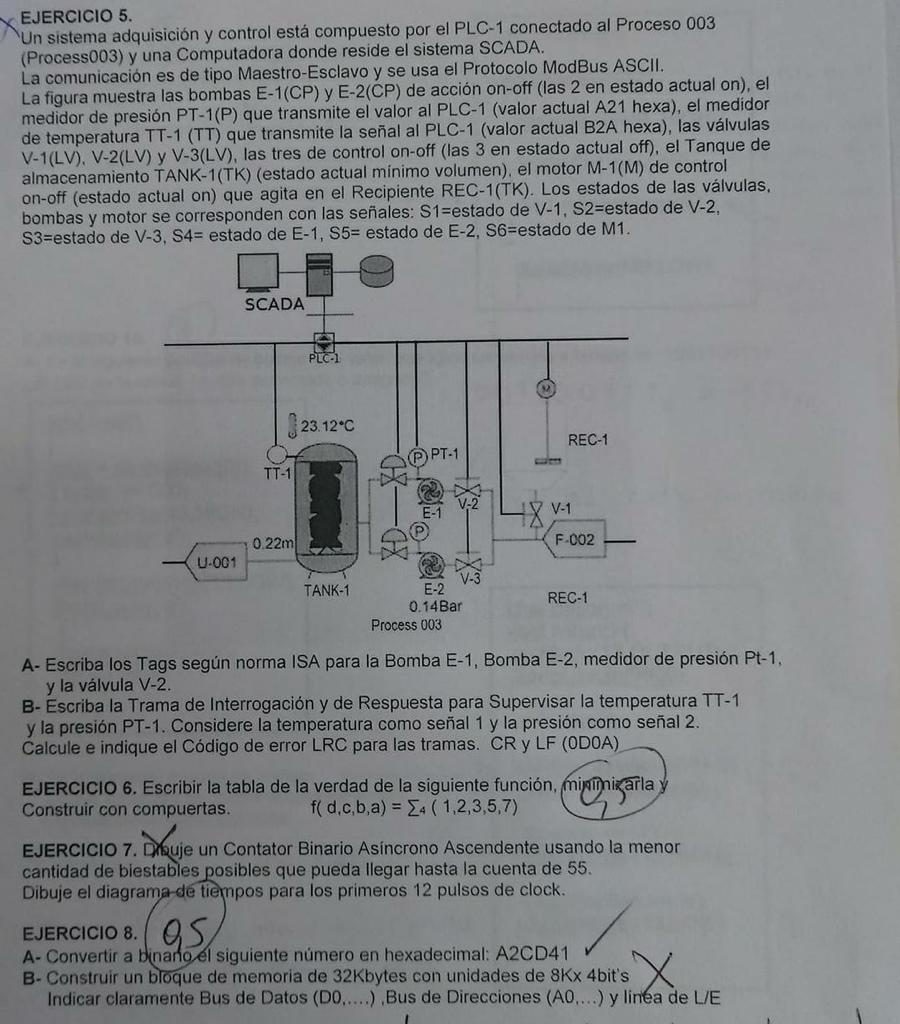 EJERCICIO 5.
Un sistema adquisición y control está compuesto por el PLC-1 conectado al Proceso 003
(Process003) y una Computadora donde reside el sistema SCADA.
La comunicación es de tipo Maestro-Esclavo y se usa el Protocolo ModBus ASCII.
La figura muestra las bombas E-1(CP) y E-2(CP) de acción on-off (las 2 en estado actual on), el
medidor de presión PT-1(P) que transmite el valor al PLC-1 (valor actual A21 hexa), el medidor
de temperatura TT-1 (TT) que transmite la señal al PLC-1 (valor actual B2A hexa), las válvulas
V-1(LV), V-2(LV) y V-3(LV), las tres de control on-off (las 3 en estado actual off), el Tanque de
almacenamiento TANK-1(TK) (estado actual mínimo volumen), el motor M-1(M) de control
on-off (estado actual on) que agita en el Recipiente REC-1(TK). Los estados de las válvulas,
bombas y motor se corresponden con las señales: S1=estado de V-1, S2=estado de V-2,
S3=estado de V-3, S4= estado de E-1, S5= estado de E-2, S6=estado de M1.
SCADA
PLC-1
M
23.12°C
REC-1
P PT-1
TT-1
E-1
V-2
V-1
P
F-002
0.22m
U-001
V-3
TANK-1
E-2
REC-1
0.14Bar
Process 003
A- Escriba los Tags según norma ISA para la Bomba E-1, Bomba E-2, medidor de presión Pt-1,
y la válvula V-2.
B- Escriba la Trama de Interrogación y de Respuesta para Supervisar la temperatura TT-1
y la presión PT-1. Considere la temperatura como señal 1 y la presión como señal 2.
Calcule e indique el Código de error LRC para las tramas. CR y LF (0D0A)
EJERCICIO 6. Escribir la tabla de la verdad de la siguiente función, minimizarla y
Construir con compuertas. f( d,c,b,a) = ∑4 ( 1,2,3,5,7)
0,5
EJERCICIO 7. Dibuje un Contator Binario Asíncrono Ascendente usando la menor
cantidad de biestables posibles que pueda llegar hasta la cuenta de 55.
Dibuje el diagrama de tiempos para los primeros 12 pulsos de clock.
EJERCICIO 8. 0,5
A- Convertir a binario el siguiente número en hexadecimal: A2CD41
B- Construir un bloque de memoria de 32Kbytes con unidades de 8Kx 4bit's
Indicar claramente Bus de Datos (D0,....) ,Bus de Direcciones (A0,...) y linea de L/E